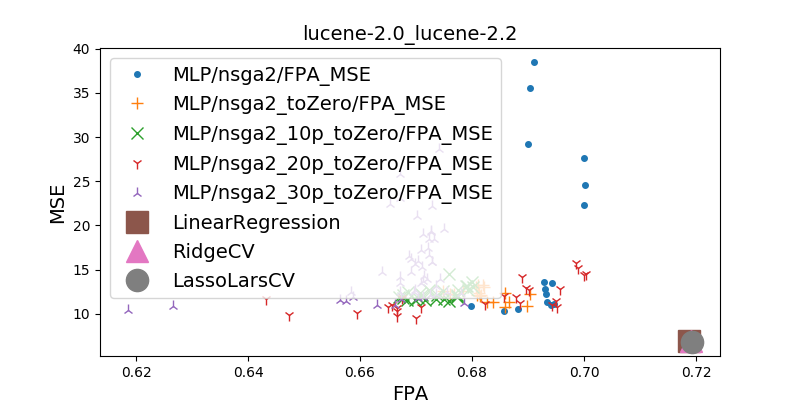 lucene-2.0_lucene-2.2
40
35
30
25
20
15
10
MSE
MLP/nsga2/FPA_MSE
MLP/nsga2_toZero/FPA_MSE
MLP/nsga2_10p_toZero/FPA_MSE
MLP/nsga2_20p_toZero/FPA_MSE
MLP/nsga2_30p_toZero/FPA_MSE
LinearRegression
RidgeCV
LassoLarsCV
0.62 0.64 0.66 0.68 0.70 0.72
FPA